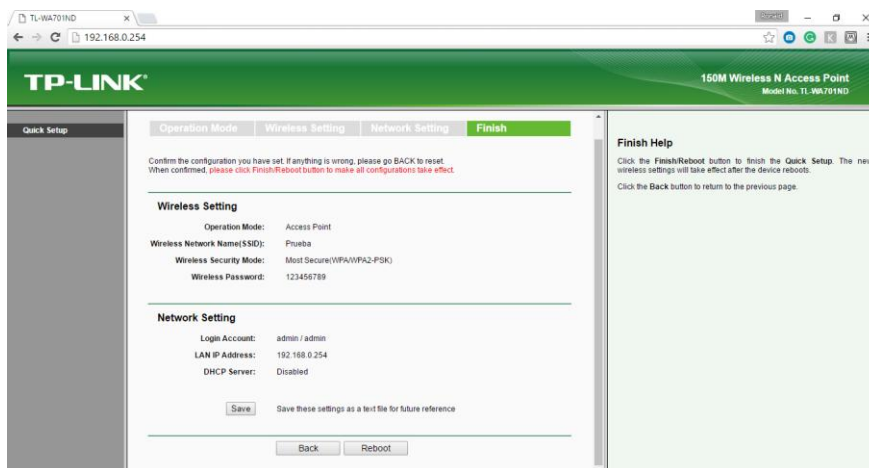 TL-WA701ND
Ronald
192.168.0.254
TP-LINK®
150M Wireless N Access Point
Model No. TL-WA701ND
Quick Setup
Operation Mode
Wireless Setting
Network Setting
Finish
Confirm the configuration you have set. If anything is wrong, please go BACK to reset.
When confirmed, please click Finish/Reboot button to make all configurations take effect.
Wireless Setting
Operation Mode: Access Point
Wireless Network Name(SSID): Prueba
Wireless Security Mode: Most Secure(WPA/WPA2-PSK)
Wireless Password: 123456789
Network Setting
Login Account: admin / admin
LAN IP Address: 192.168.0.254
DHCP Server: Disabled
Save Save these settings as a text file for future reference
Back Reboot
Finish Help
Click the Finish/Reboot button to finish the Quick Setup. The new
wireless settings will take effect after the device reboots.
Click the Back button to return to the previous page.